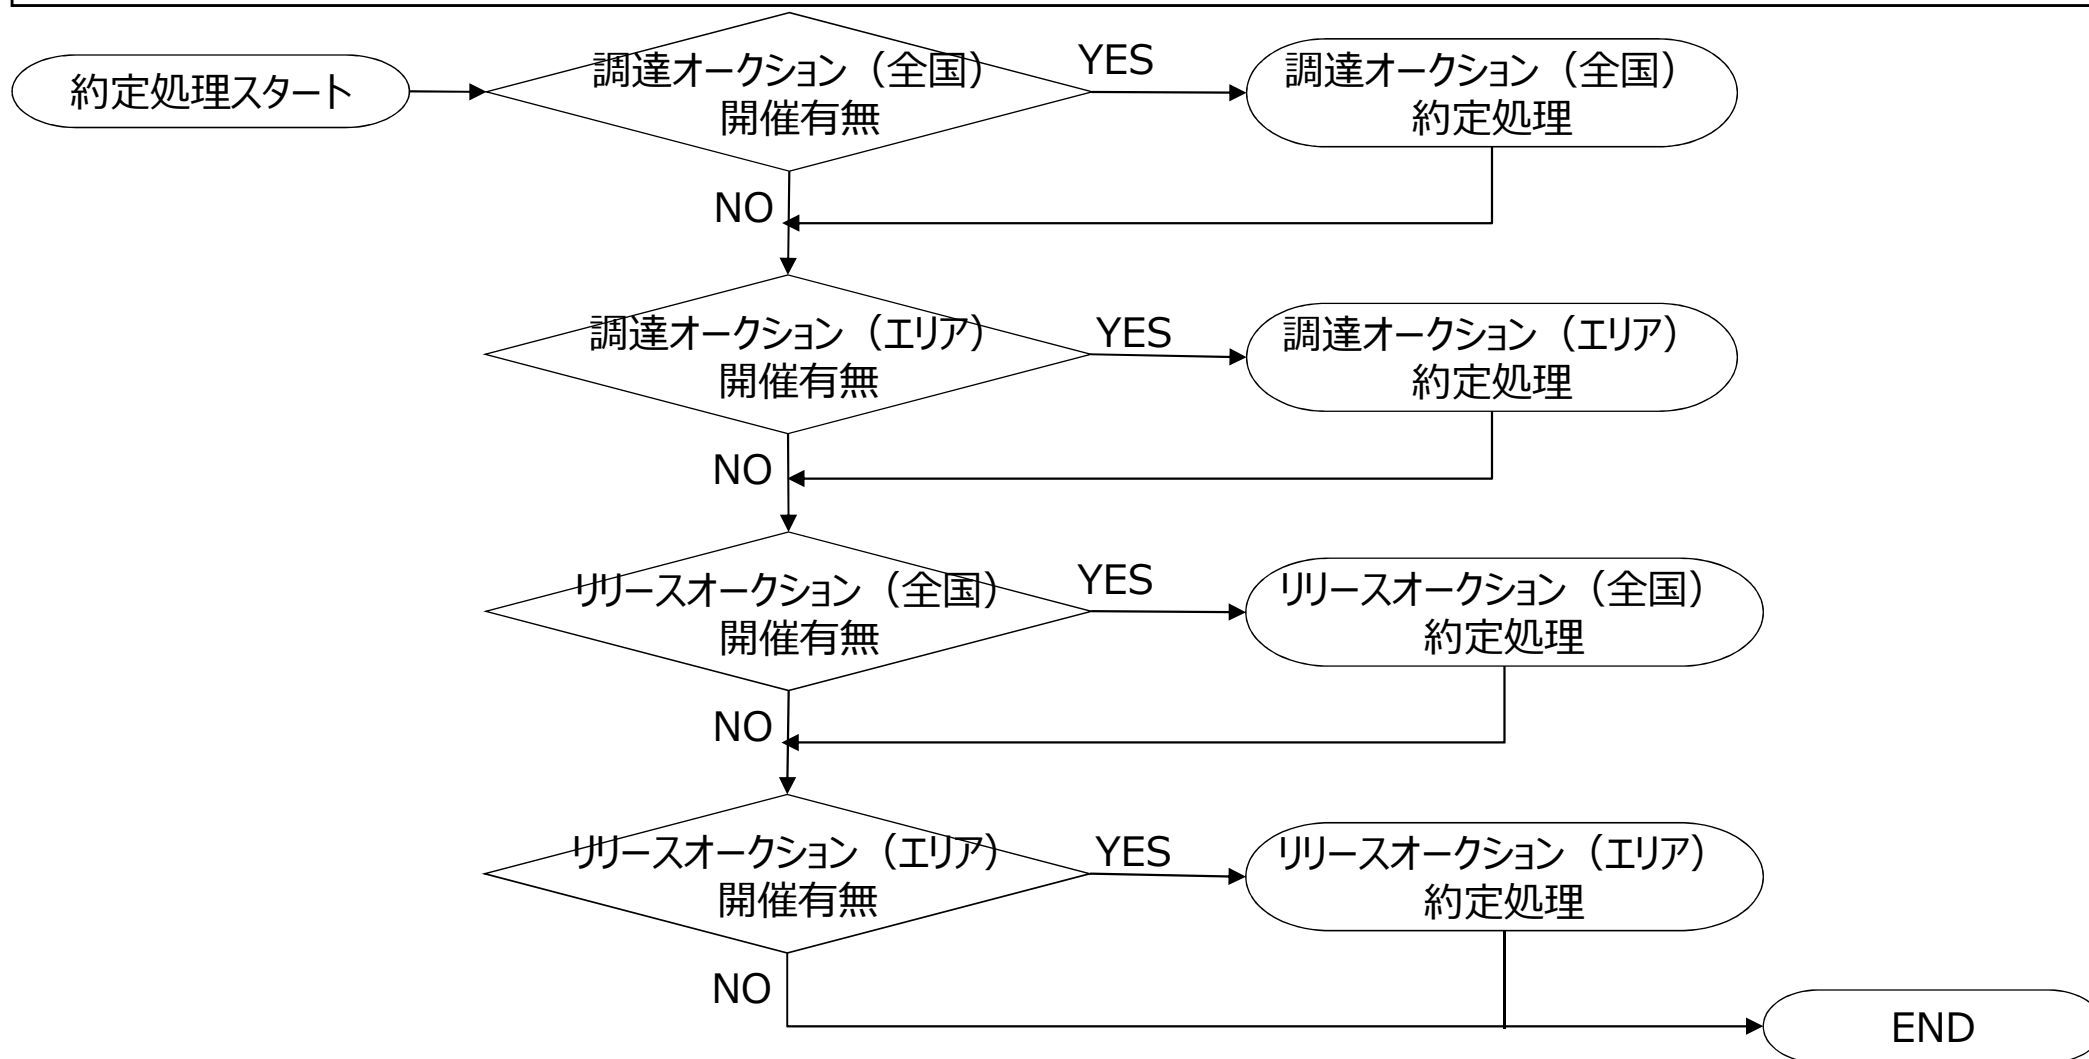 約定処理スタート
調達オークション（全国）
開催有無
YES
調達オークション（全国）
約定処理
NO
調達オークション（エリア）
開催有無
YES
調達オークション（エリア）
約定処理
NO
リリースオークション（全国）
開催有無
YES
リリースオークション（全国）
約定処理
NO
リリースオークション（エリア）
開催有無
YES
リリースオークション（エリア）
約定処理
NO
END